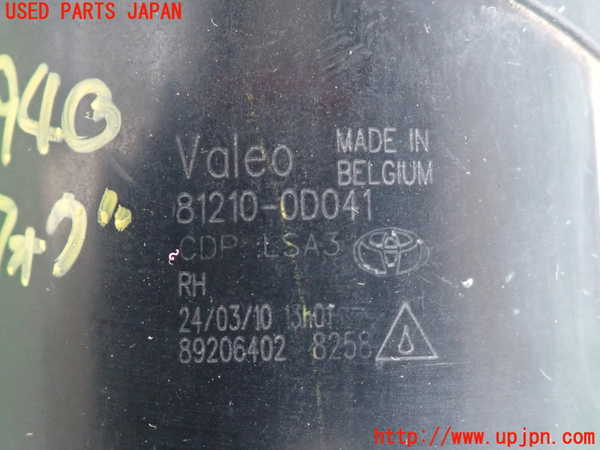 USED PARTS JAPAN
Valeo
MADE IN
BELGIUM
81210-0D041
CDP LSA3
RH
24/03/10 13h01
89206402 8258
http://www.upjpn.com/